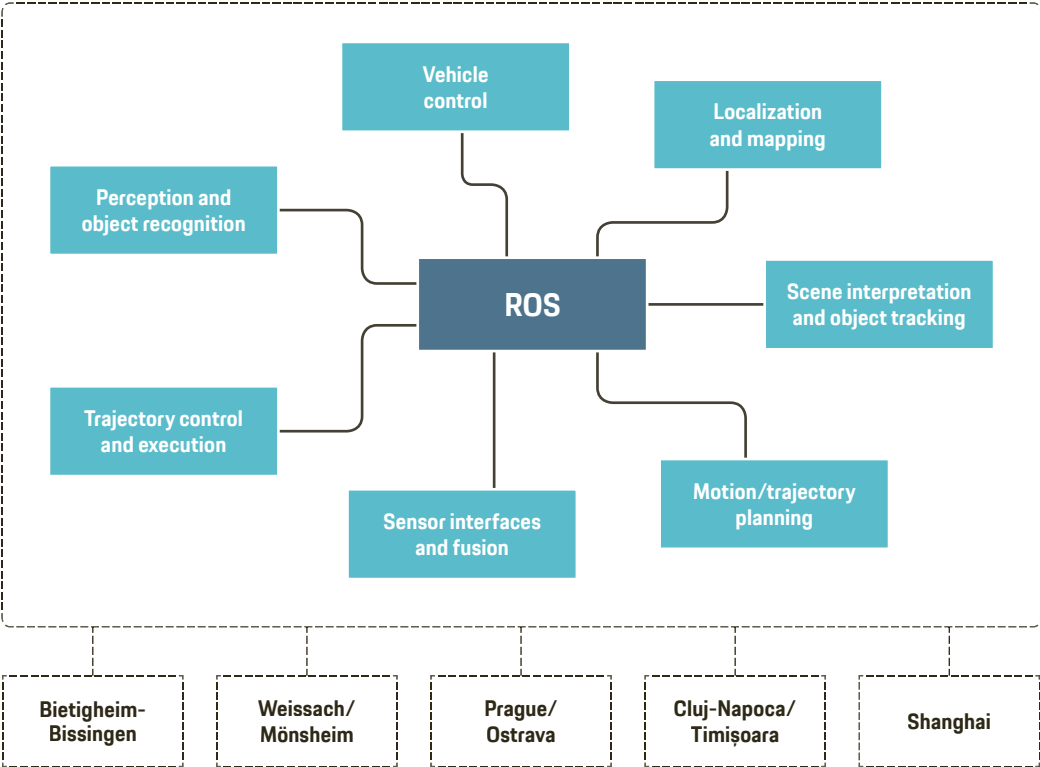 Vehicle
control
Localization
and mapping
Perception and
object recognition
ROS
Scene interpretation
and object tracking
Trajectory control
and execution
Motion/trajectory
planning
Sensor interfaces
and fusion
Bietigheim-
Bissingen
Weissach/
Mönsheim
Prague/
Ostrava
Cluj-Napoca/
Timișoara
Shanghai